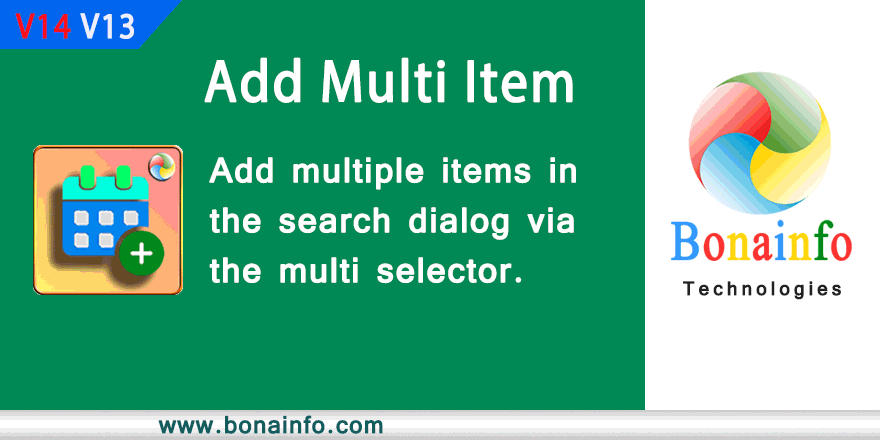 V14 V13
Add Multi Item
Add multiple items in
the search dialog via
the multi selector.
Bonainfo
Technologies
www.bonainfo.com